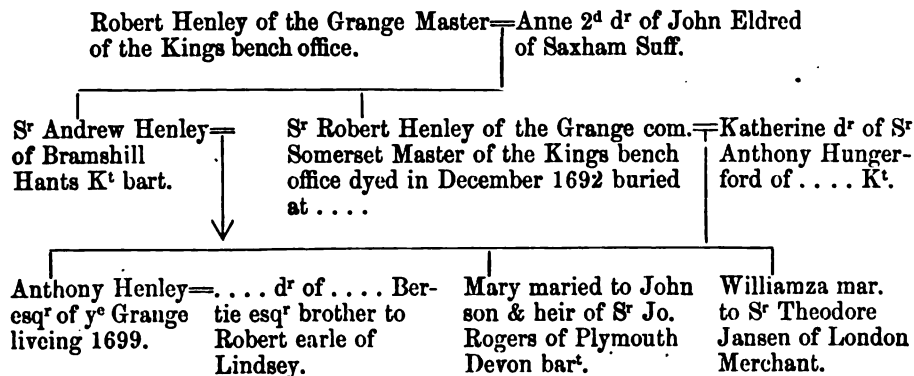 Robert Henley of the Grange Master=Anne 2ᵈ dʳ of John Eldred
of the Kings bench office. of Saxham Suff.
Sʳ Andrew Henley=
of Bramshill
Hants Kᵗ bart.
Sʳ Robert Henley of the Grange com.=Katherine dʳ of Sʳ
Somerset Master of the Kings bench Anthony Hunger-
office dyed in December 1692 buried ford of .... Kᵗ.
at ....
Anthony Henley=.... dʳ of .... Ber-
esqʳ of yᵉ Grange tie esqʳ brother to
liveing 1699. Robert earle of
Lindsey.
Mary maried to John
son & heir of Sʳ Jo.
Rogers of Plymouth
Devon barᵗ.
Williamza mar.
to Sʳ Theodore
Jansen of London
Merchant.